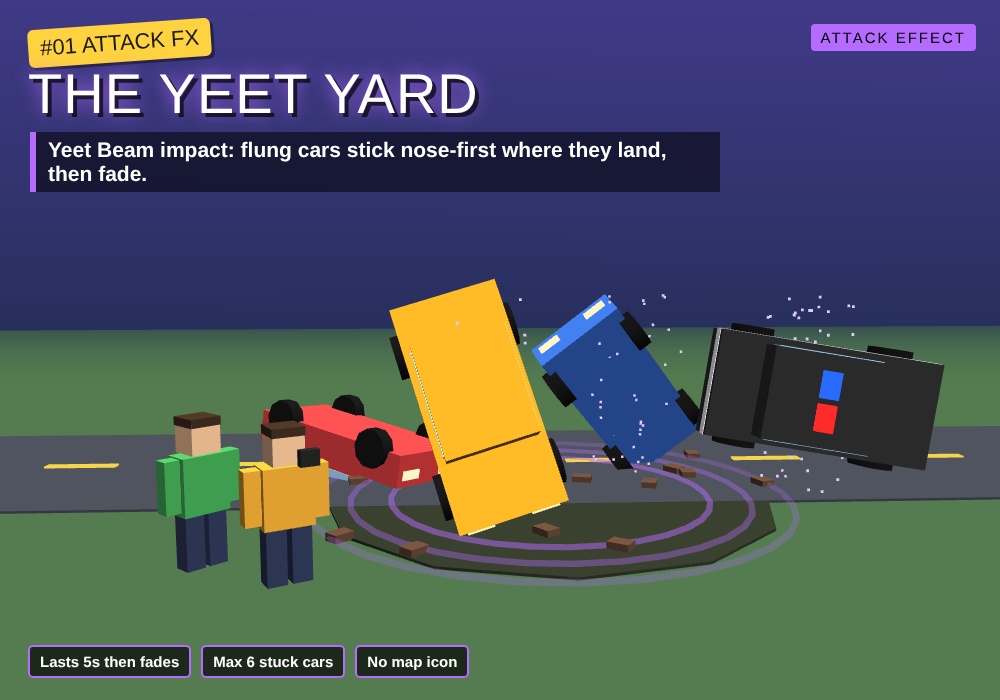 #01 ATTACK FX
ATTACK EFFECT
THE YEET YARD
Yeet Beam impact: flung cars stick nose-first where they land,
then fade.
Lasts 5s then fades
Max 6 stuck cars
No map icon